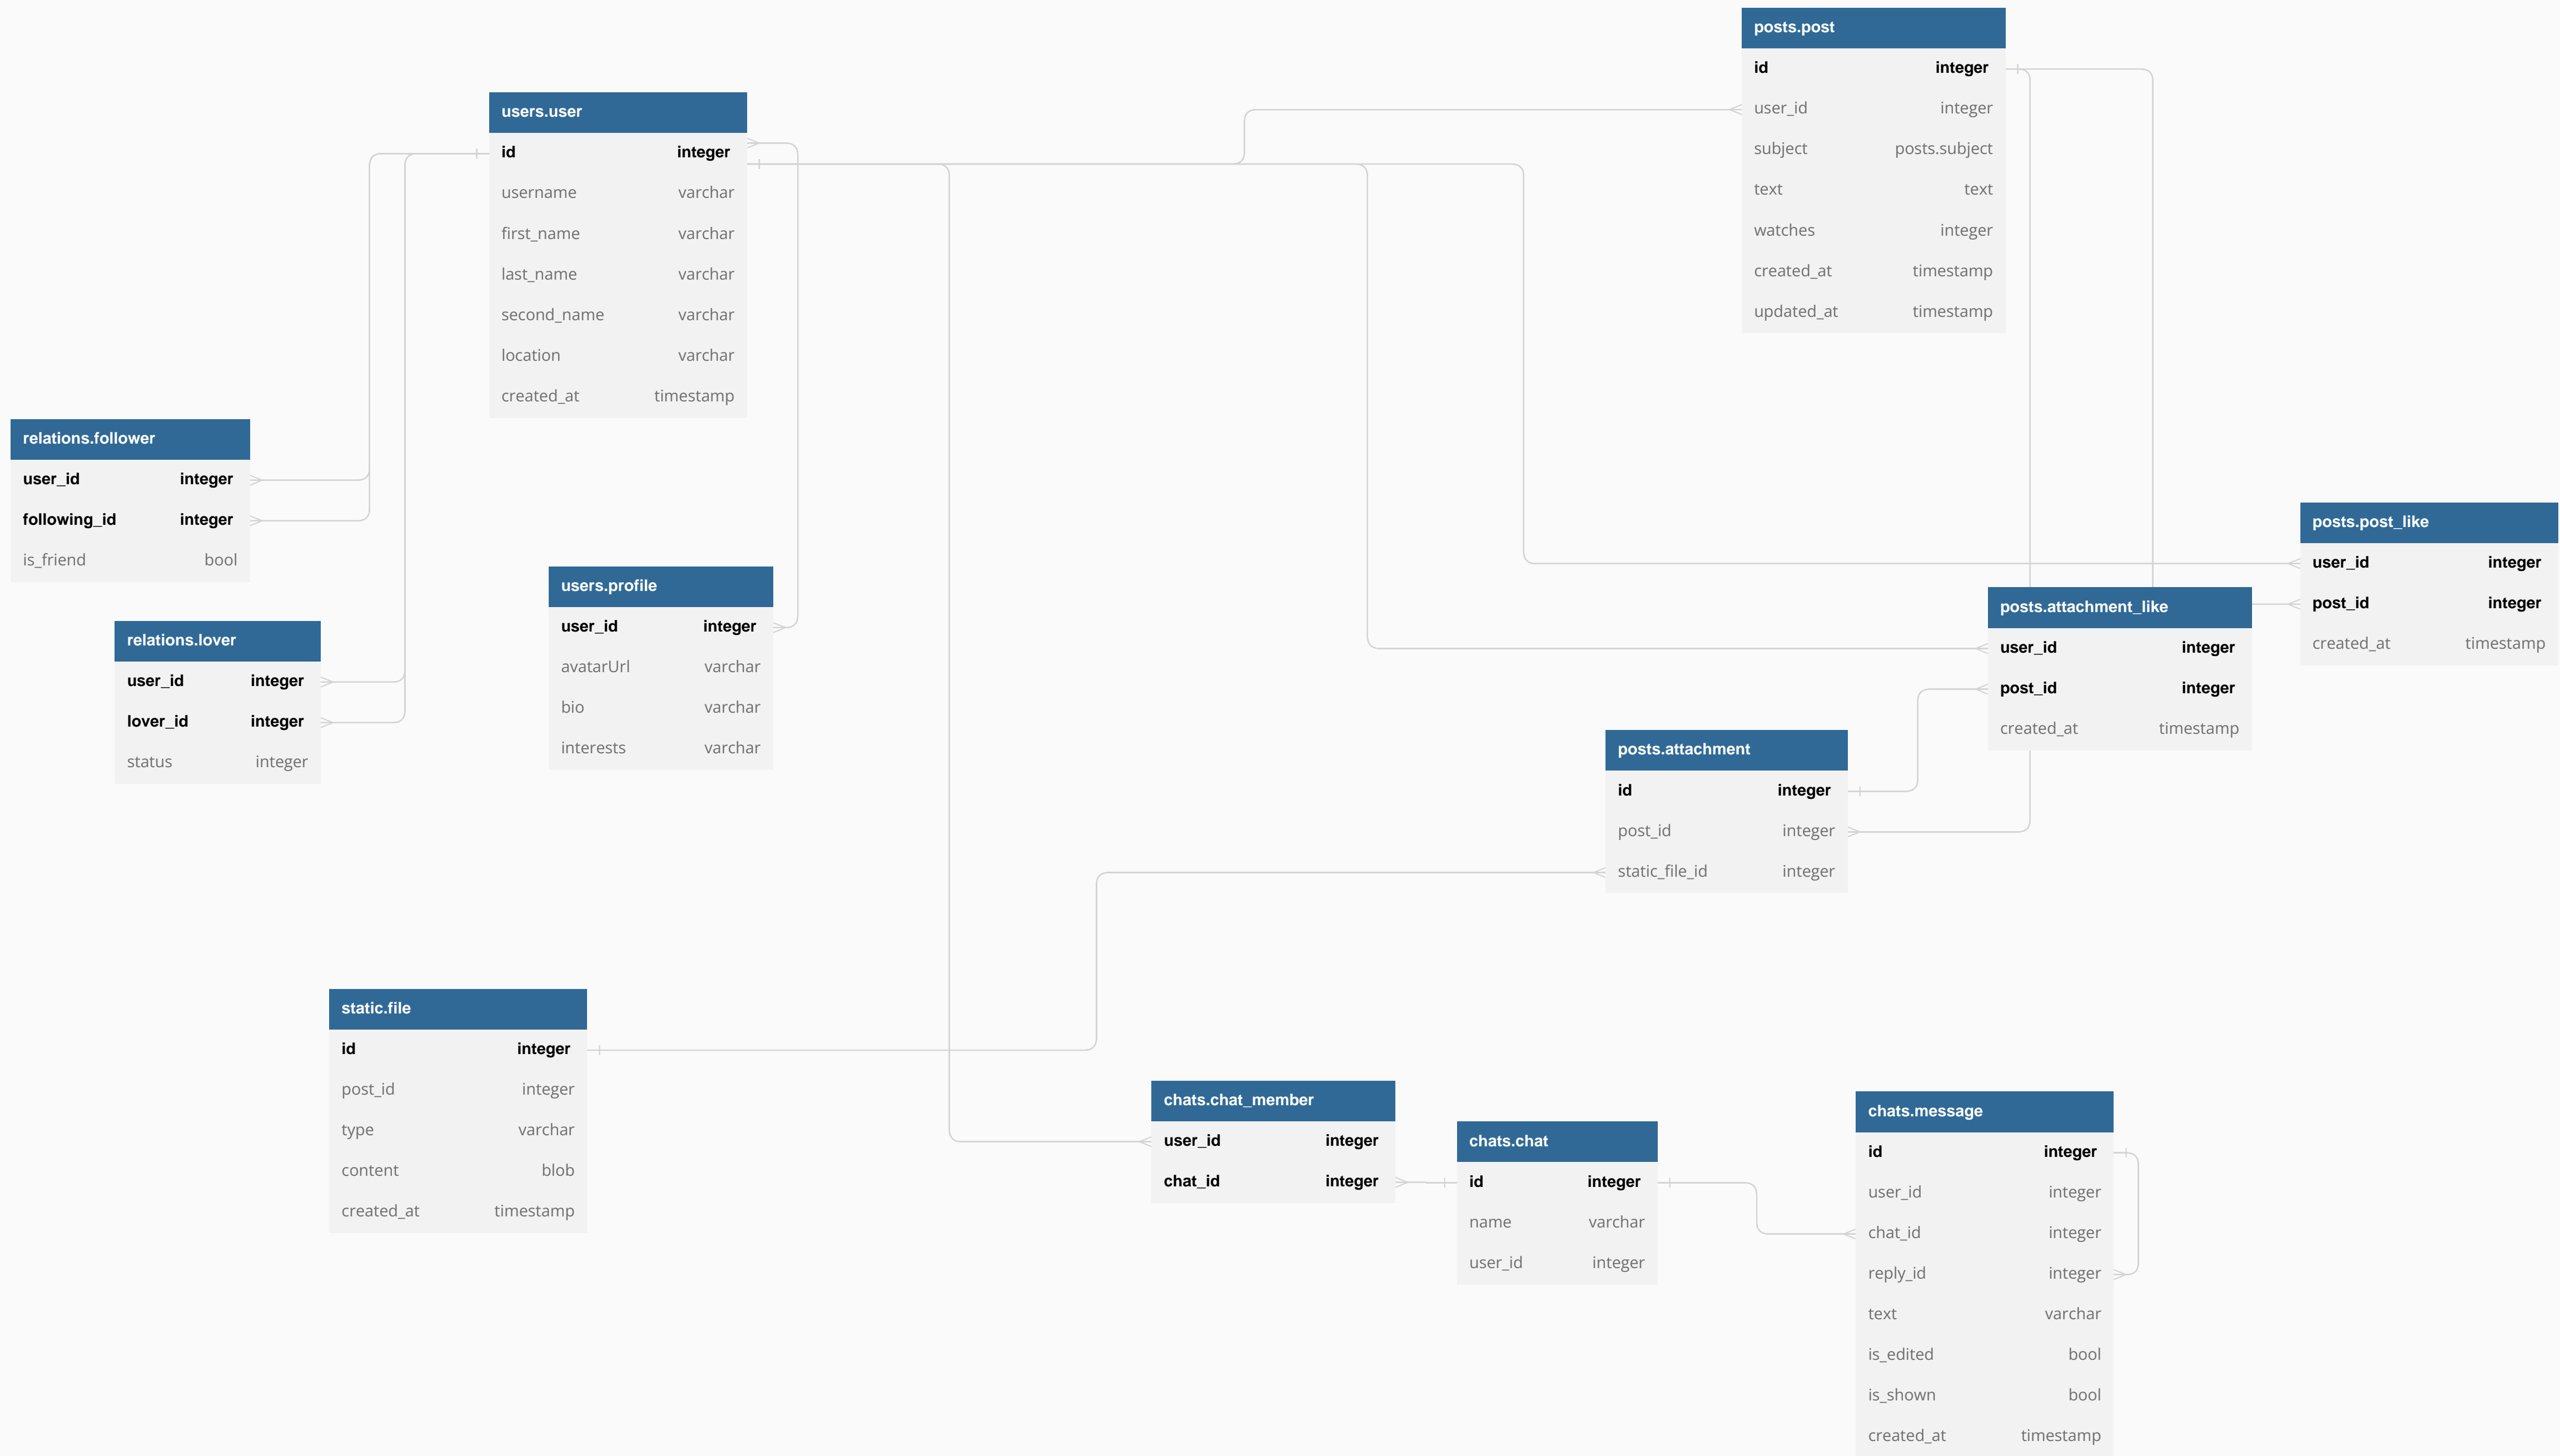 posts.post
id integer
user_id integer
subject posts.subject
text text
watches integer
created_at timestamp
updated_at timestamp
users.user
id integer
username varchar
first_name varchar
last_name varchar
second_name varchar
location varchar
created_at timestamp
relations.follower
user_id integer
following_id integer
is_friend bool
relations.lover
user_id integer
lover_id integer
status integer
users.profile
user_id integer
avatarUrl varchar
bio varchar
interests varchar
posts.post_like
user_id integer
post_id integer
created_at timestamp
posts.attachment_like
user_id integer
post_id integer
created_at timestamp
posts.attachment
id integer
post_id integer
static_file_id integer
static.file
id integer
post_id integer
type varchar
content blob
created_at timestamp
chats.chat_member
user_id integer
chat_id integer
chats.chat
id integer
name varchar
user_id integer
chats.message
id integer
user_id integer
chat_id integer
reply_id integer
text varchar
is_edited bool
is_shown bool
created_at timestamp